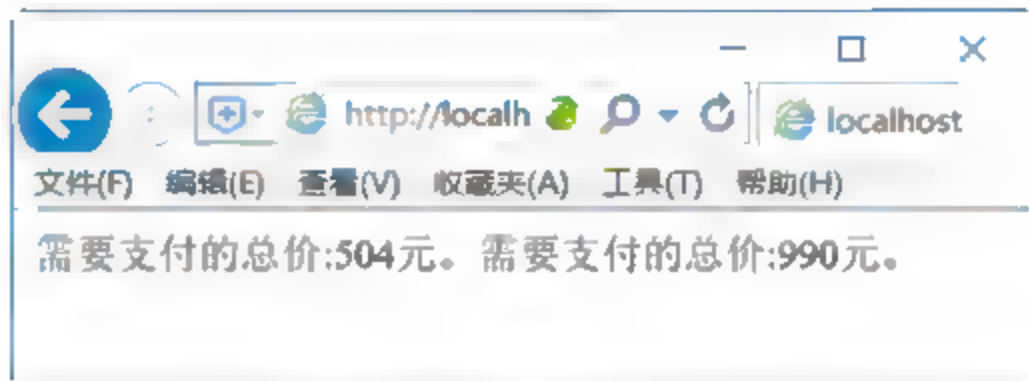 http://localh localhost
文件(F) 编辑(E) 查看(V) 收藏夹(A) 工具(T) 帮助(H)
需要支付的总价:504元。需要支付的总价:990元。